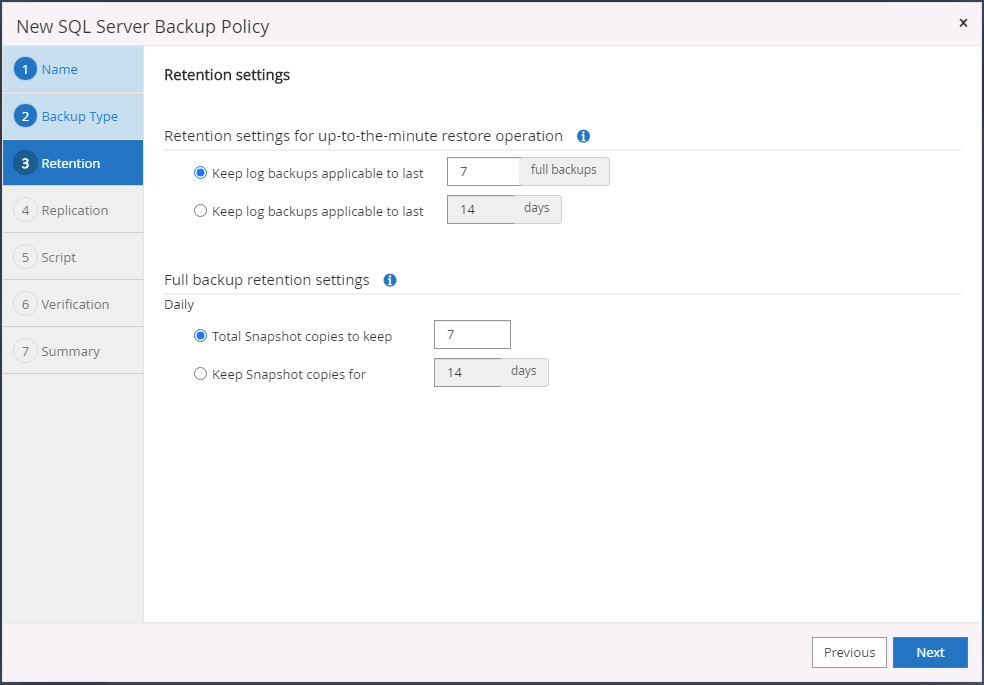 New SQL Server Backup Policy
×
1 Name
2 Backup Type
3 Retention
4 Replication
5 Script
6 Verification
7 Summary
Retention settings
Retention settings for up-to-the-minute restore operation i
Keep log backups applicable to last 7 full backups
Keep log backups applicable to last 14 days
Full backup retention settings i
Daily
Total Snapshot copies to keep 7
Keep Snapshot copies for 14 days
Previous Next